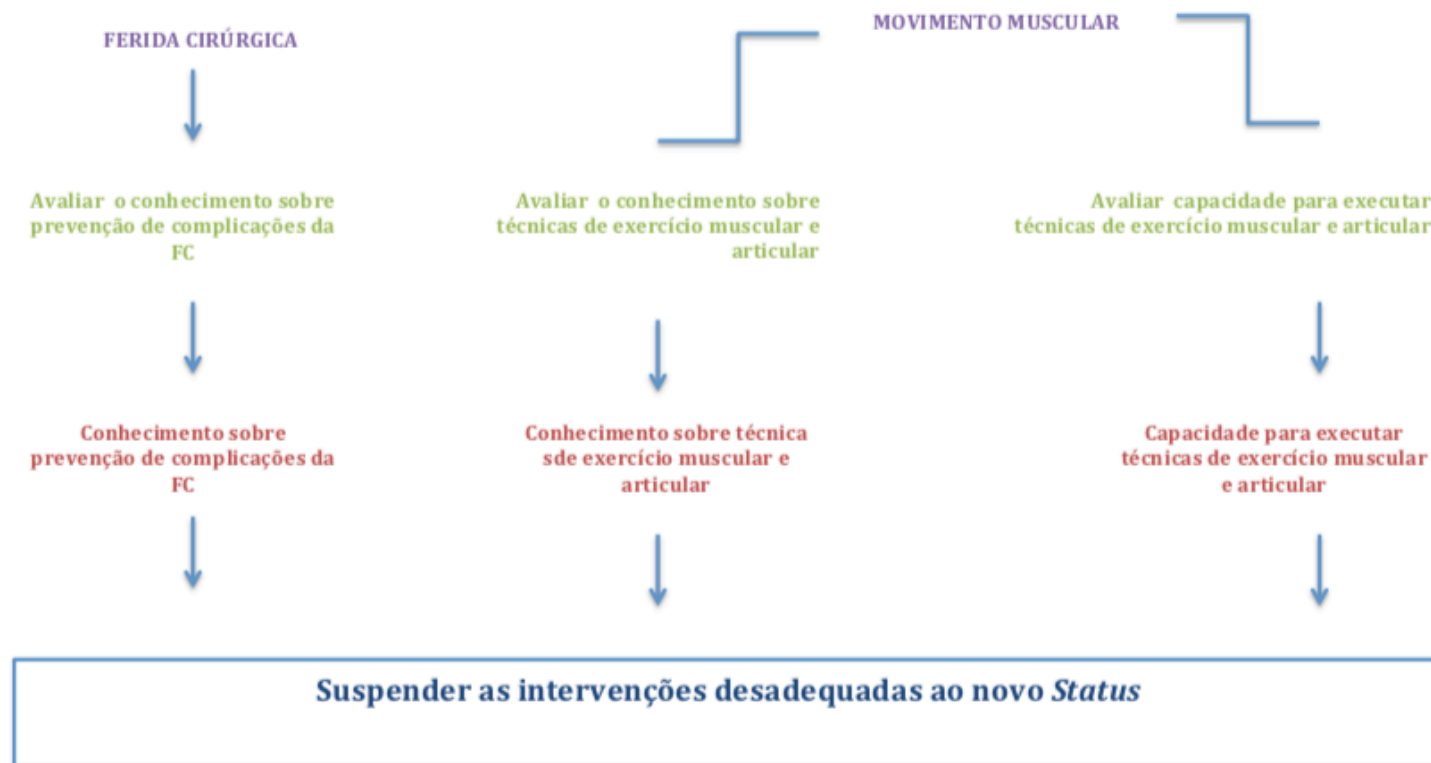 FERIDA CIRÚRGICA
MOVIMENTO MUSCULAR
Avaliar o conhecimento sobre
prevenção de complicações da
FC
Avaliar o conhecimento sobre
técnicas de exercício muscular e
articular
Avaliar capacidade para executar
técnicas de exercício muscular e articular
Conhecimento sobre
prevenção de complicações da
FC
Conhecimento sobre técnica
sde exercício muscular e
articular
Capacidade para executar
técnicas de exercício muscular
e articular
Suspender as intervenções desadequadas ao novo Status